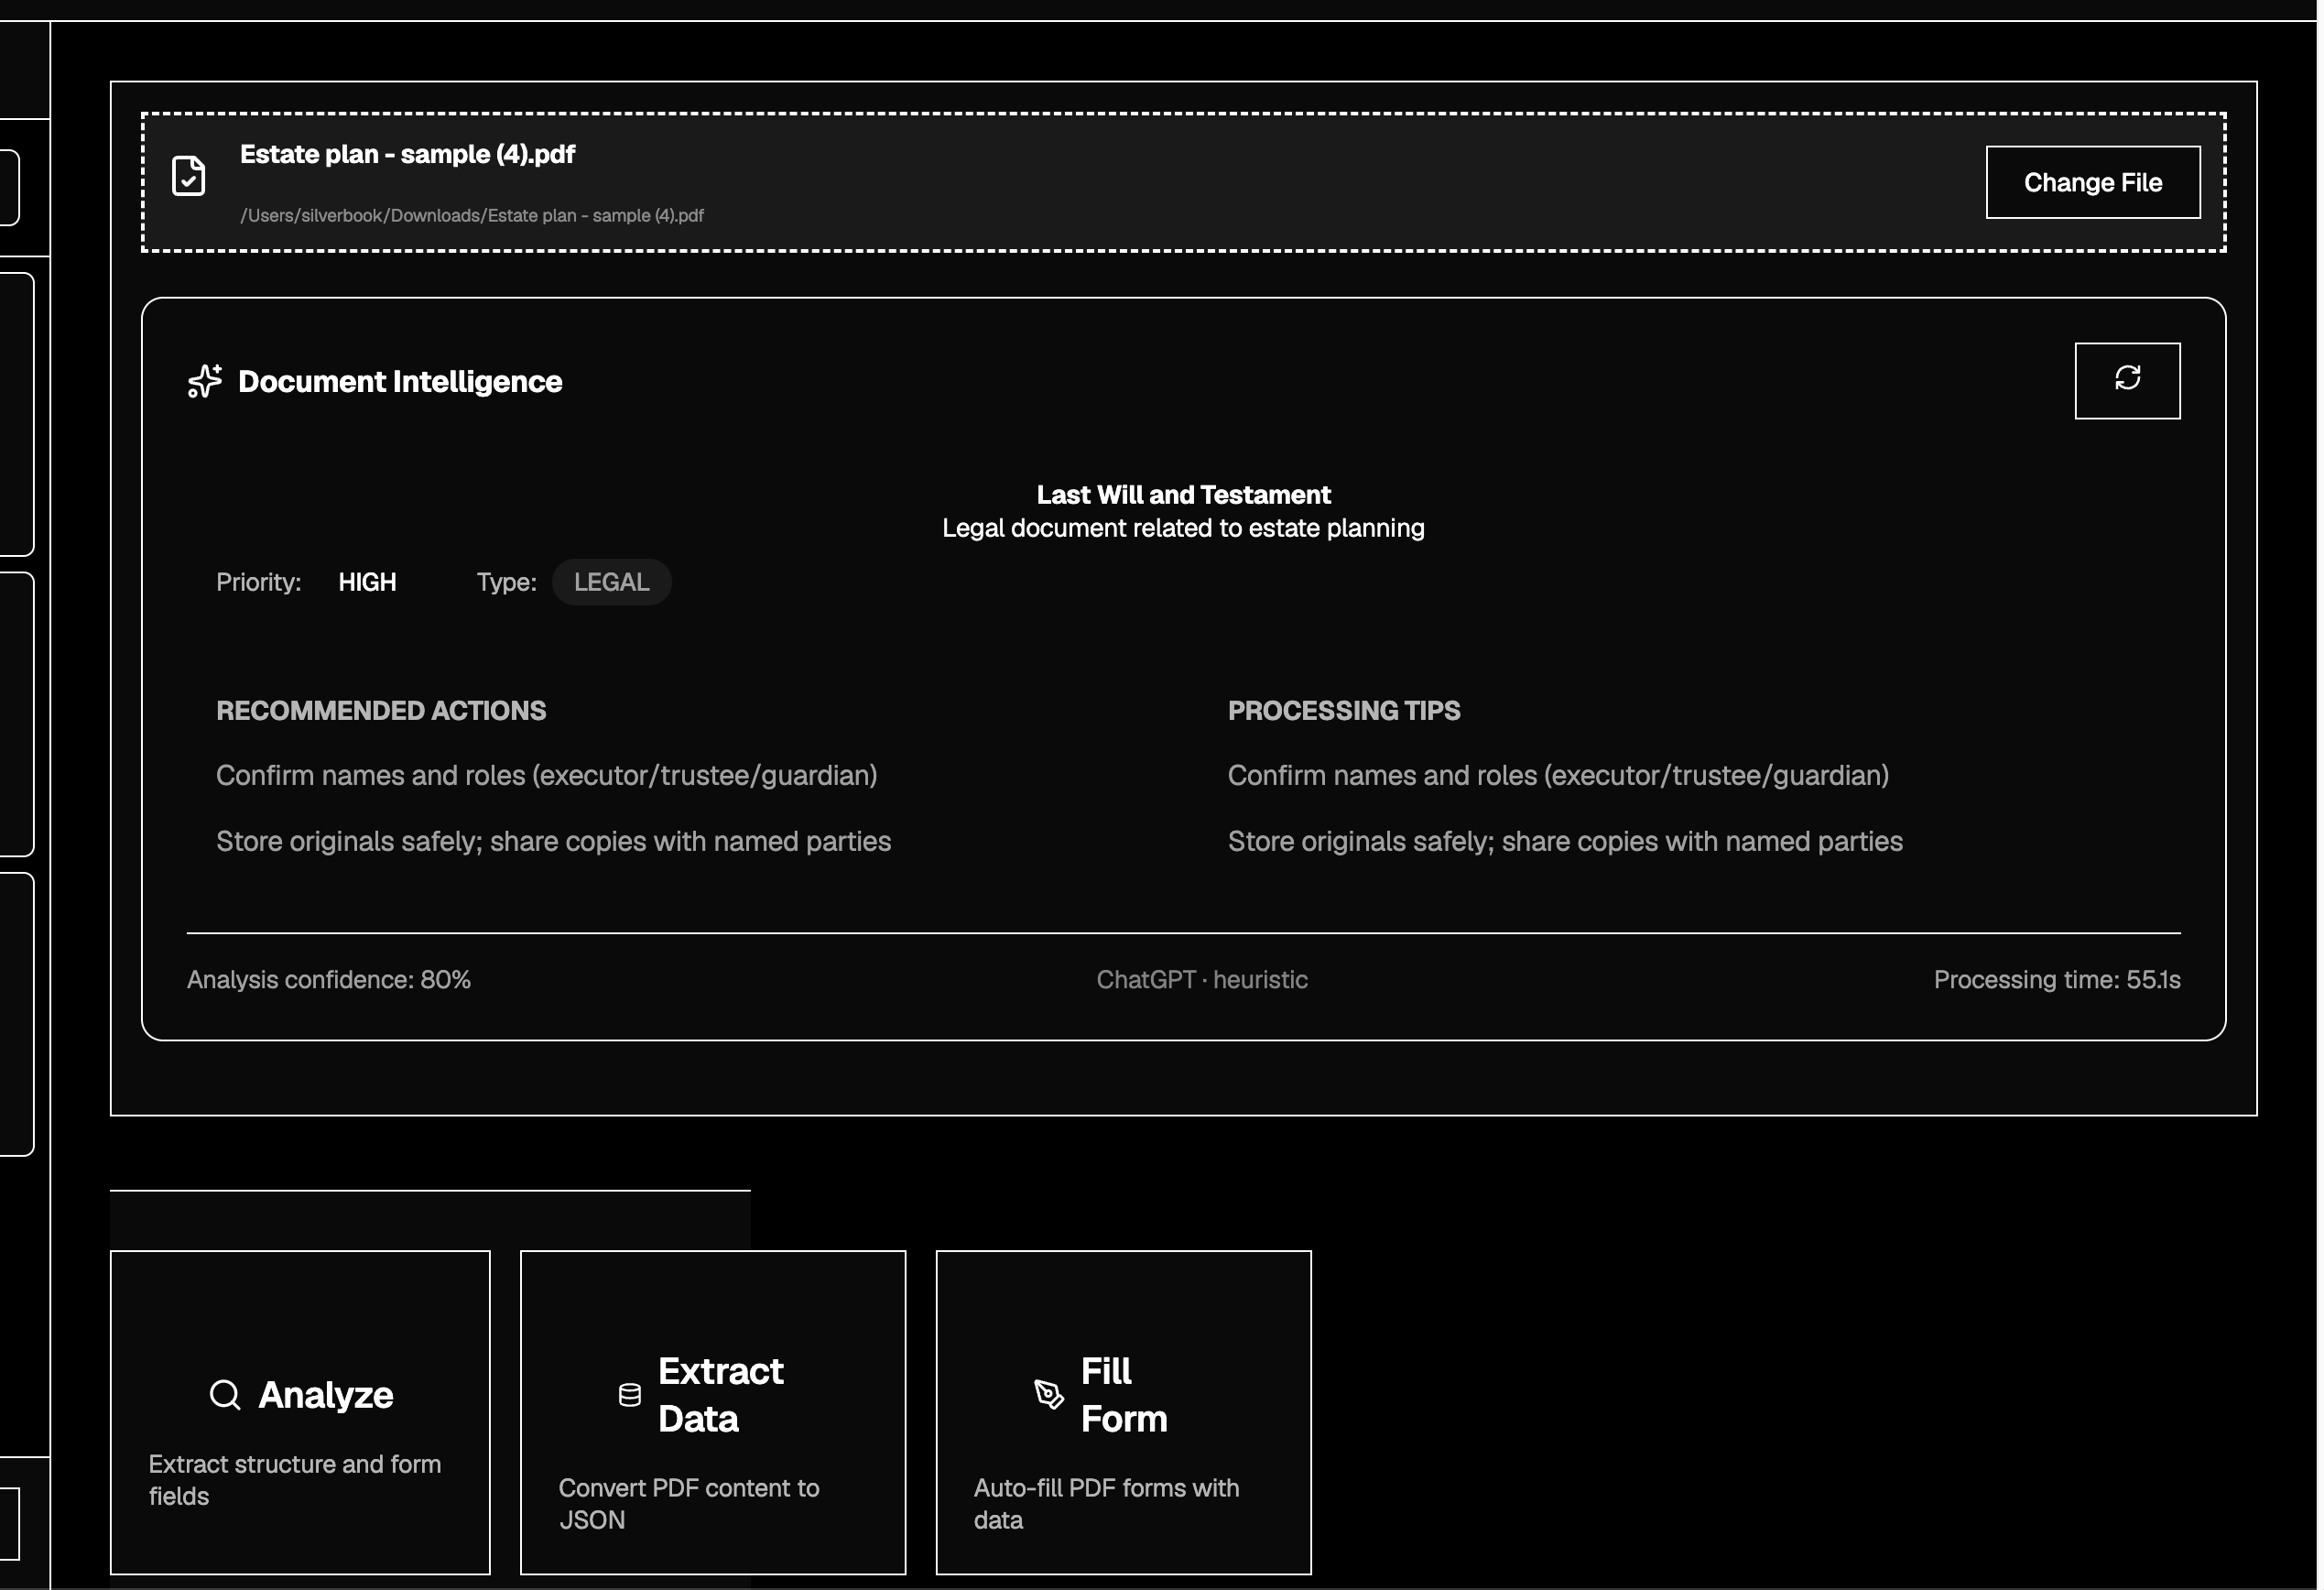 Estate plan - sample (4).pdf
/Users/silverbook/Downloads/Estate plan - sample (4).pdf
Change File
Document Intelligence
Last Will and Testament
Legal document related to estate planning
Priority: HIGH Type: LEGAL
RECOMMENDED ACTIONS
Confirm names and roles (executor/trustee/guardian)
Store originals safely; share copies with named parties
PROCESSING TIPS
Confirm names and roles (executor/trustee/guardian)
Store originals safely; share copies with named parties
Analysis confidence: 80%
ChatGPT · heuristic
Processing time: 55.1s
Analyze
Extract structure and form
fields
Extract
Data
Convert PDF content to
JSON
Fill
Form
Auto-fill PDF forms with
data